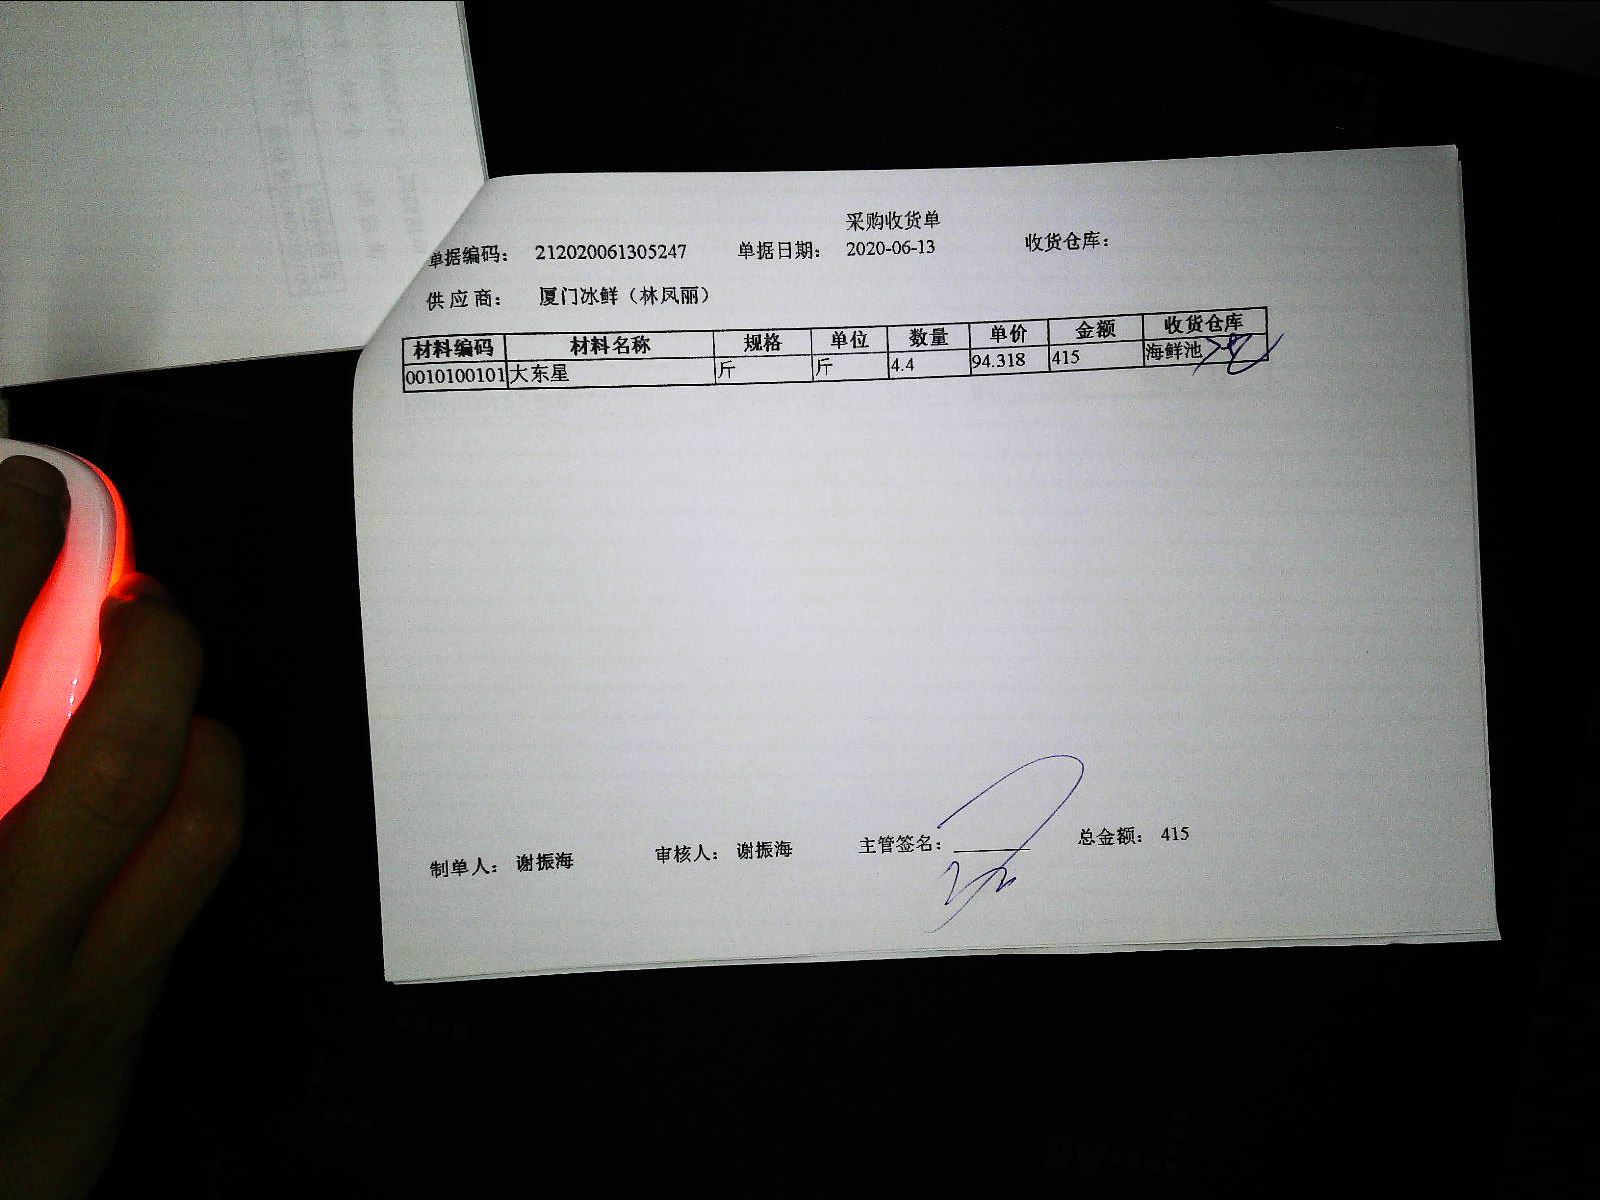 采购收货单
单据编码： 212020061305247 单据日期： 2020-06-13 收货仓库：
供应商： 厦门冰鲜（林凤丽）
材料编码 材料名称 规格 单位 数量 单价 金额 收货仓库
0010100101 大东星 斤 斤 4.4 94.318 415 海鲜池
制单人： 谢振海 审核人： 谢振海 主管签名： 总金额： 415